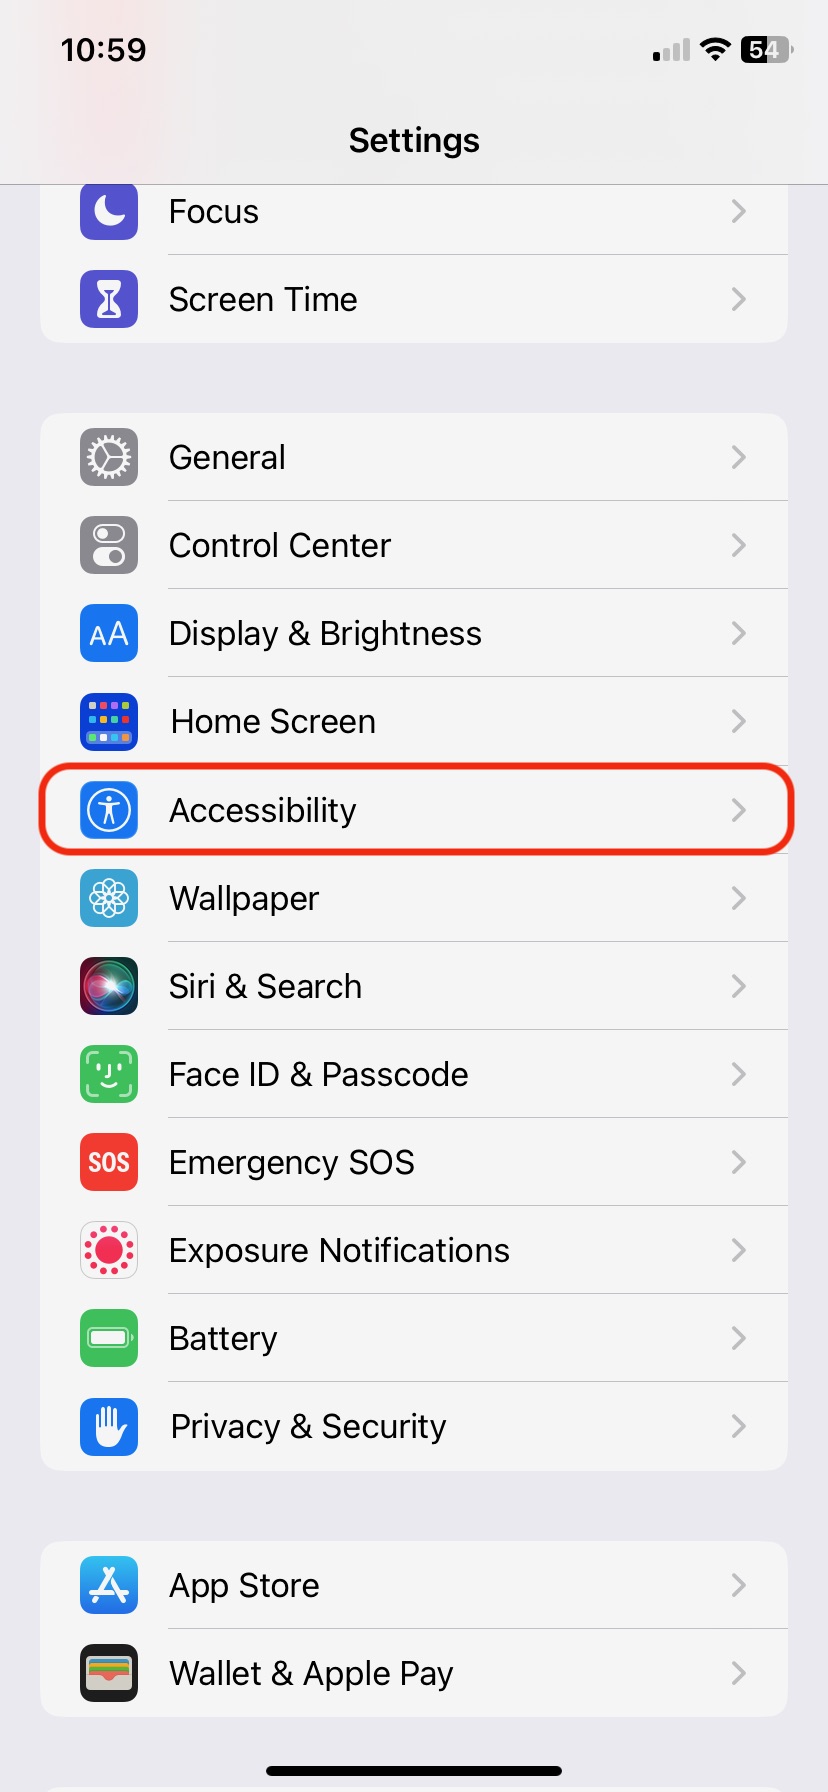 10:59
54
Settings
Focus
Screen Time
General
Control Center
AA Display & Brightness
Home Screen
Accessibility
Wallpaper
Siri & Search
Face ID & Passcode
SOS Emergency SOS
Exposure Notifications
Battery
Privacy & Security
App Store
Wallet & Apple Pay